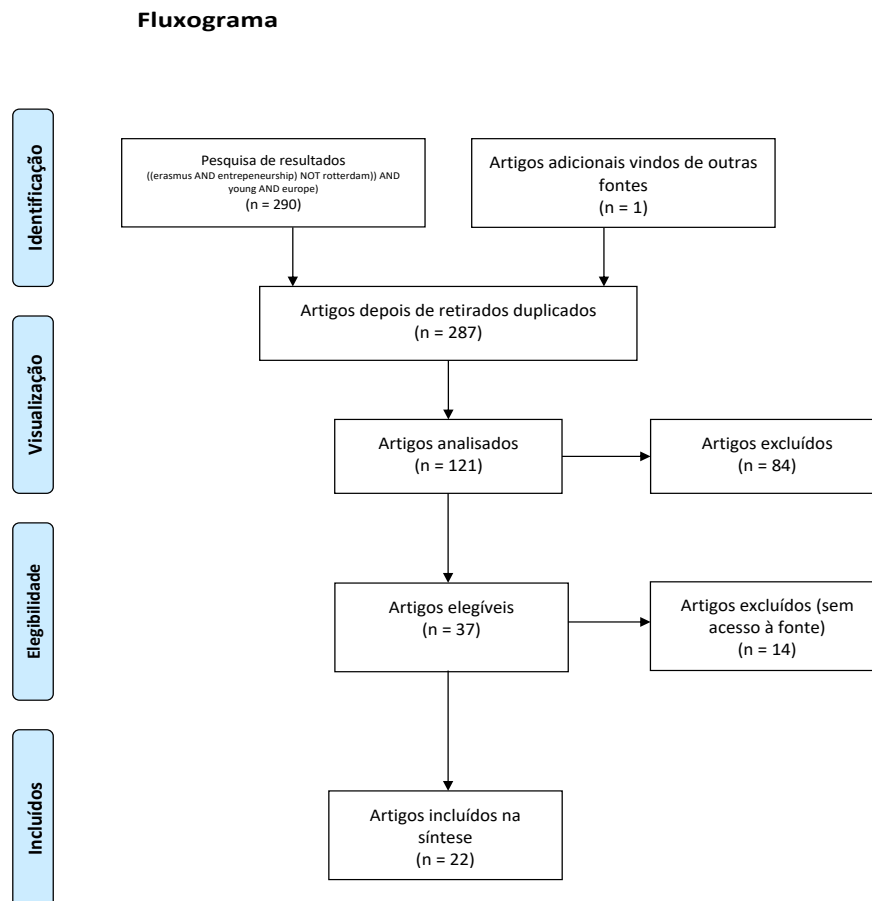 Fluxograma
Identificação
Pesquisa de resultados
((erasmus AND entrepeneurship) NOT rotterdam)) AND
young AND europe)
(n = 290)
Artigos adicionais vindos de outras
fontes
(n = 1)
Artigos depois de retirados duplicados
(n = 287)
Visualização
Artigos analisados
(n = 121)
Artigos excluídos
(n = 84)
Elegibilidade
Artigos elegíveis
(n = 37)
Artigos excluídos (sem
acesso à fonte)
(n = 14)
Incluídos
Artigos incluídos na
síntese
(n = 22)